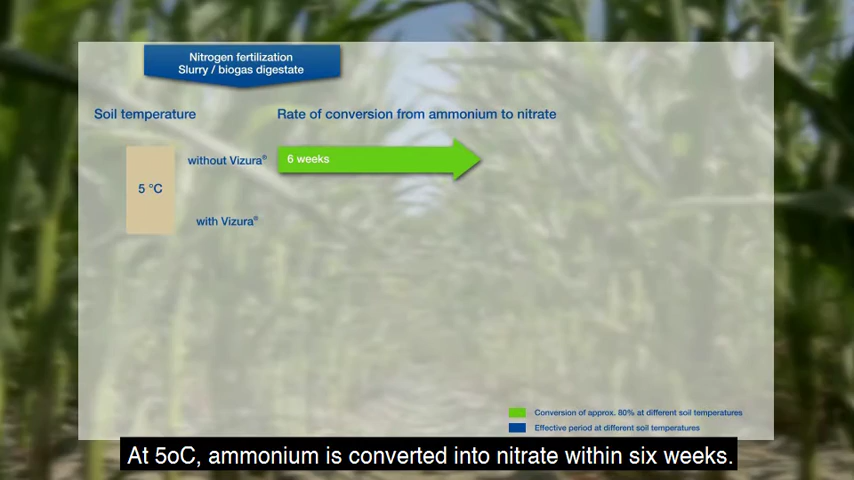 Nitrogen fertilization
Slurry / biogas digestate
Soil temperature
Rate of conversion from ammonium to nitrate
without Vizura®
6 weeks
5 °C
with Vizura®
Conversion of approx. 80% at different soil temperatures
Effective period at different soil temperatures
At 5oC, ammonium is converted into nitrate within six weeks.